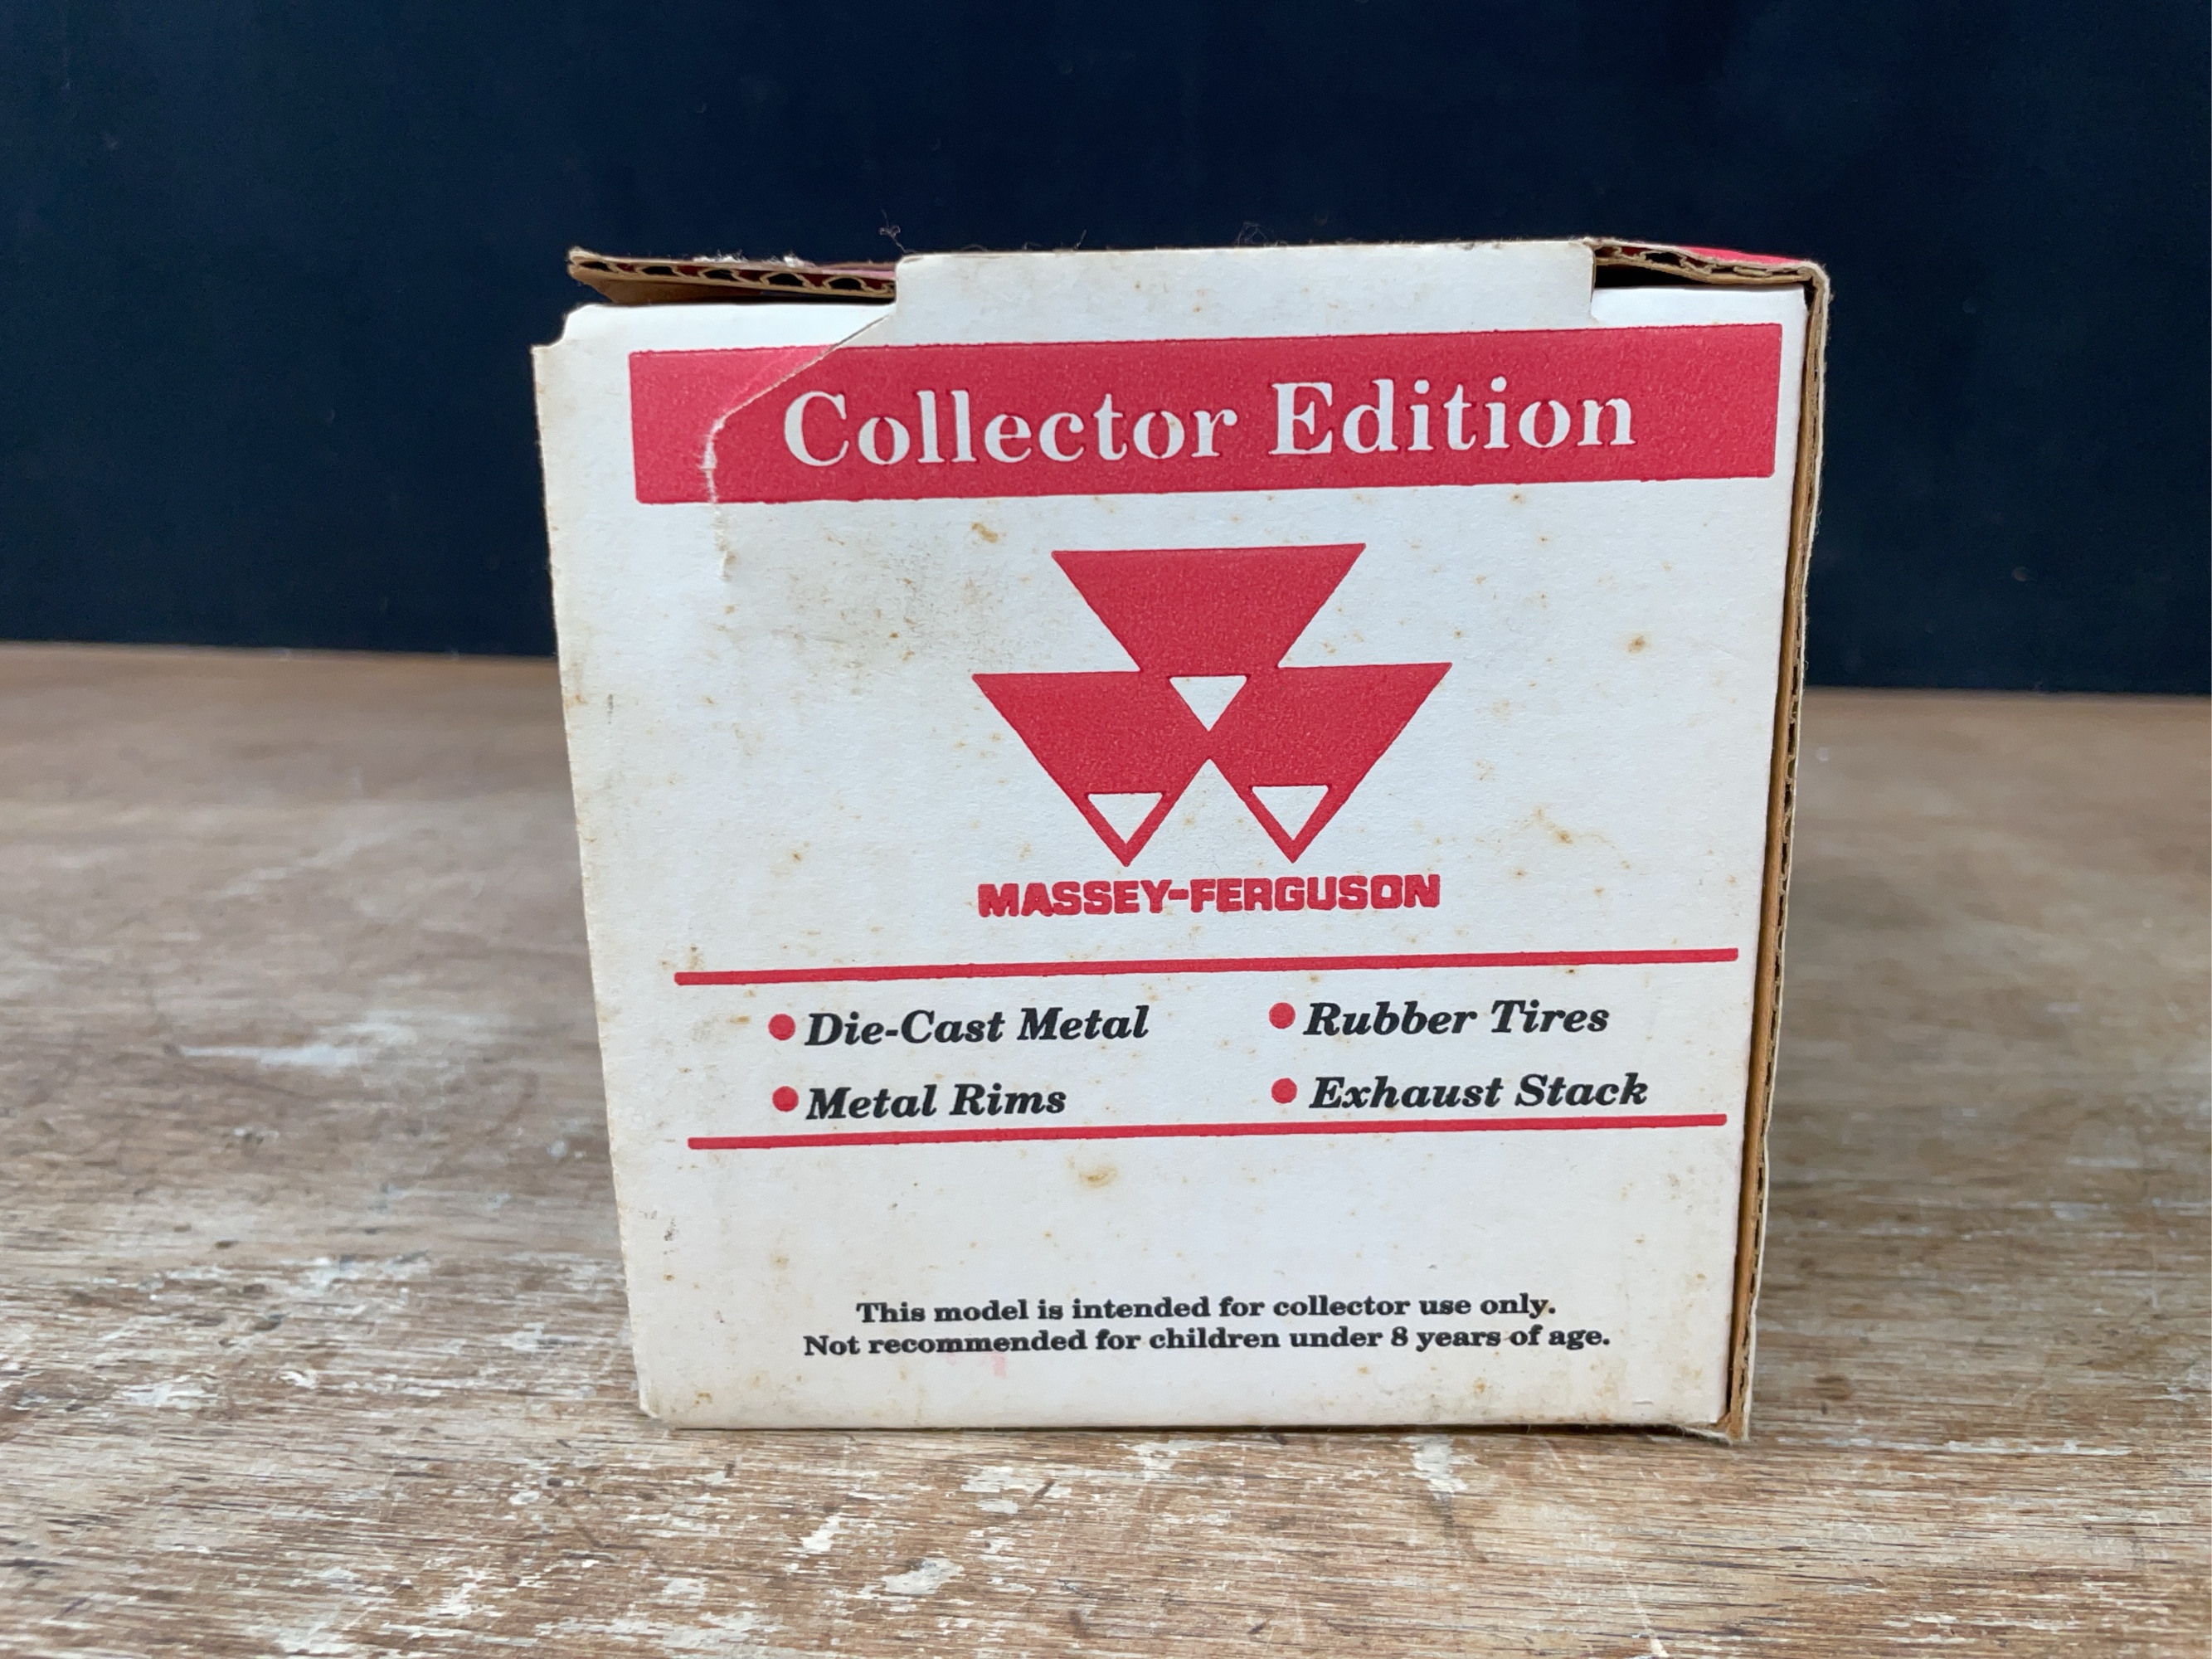 Collector Edition
MASSEY-FERGUSON
Die-Cast Metal
Rubber Tires
Metal Rims
Exhaust Stack
This model is intended for collector use only.
Not recommended for children under 8 years of age.